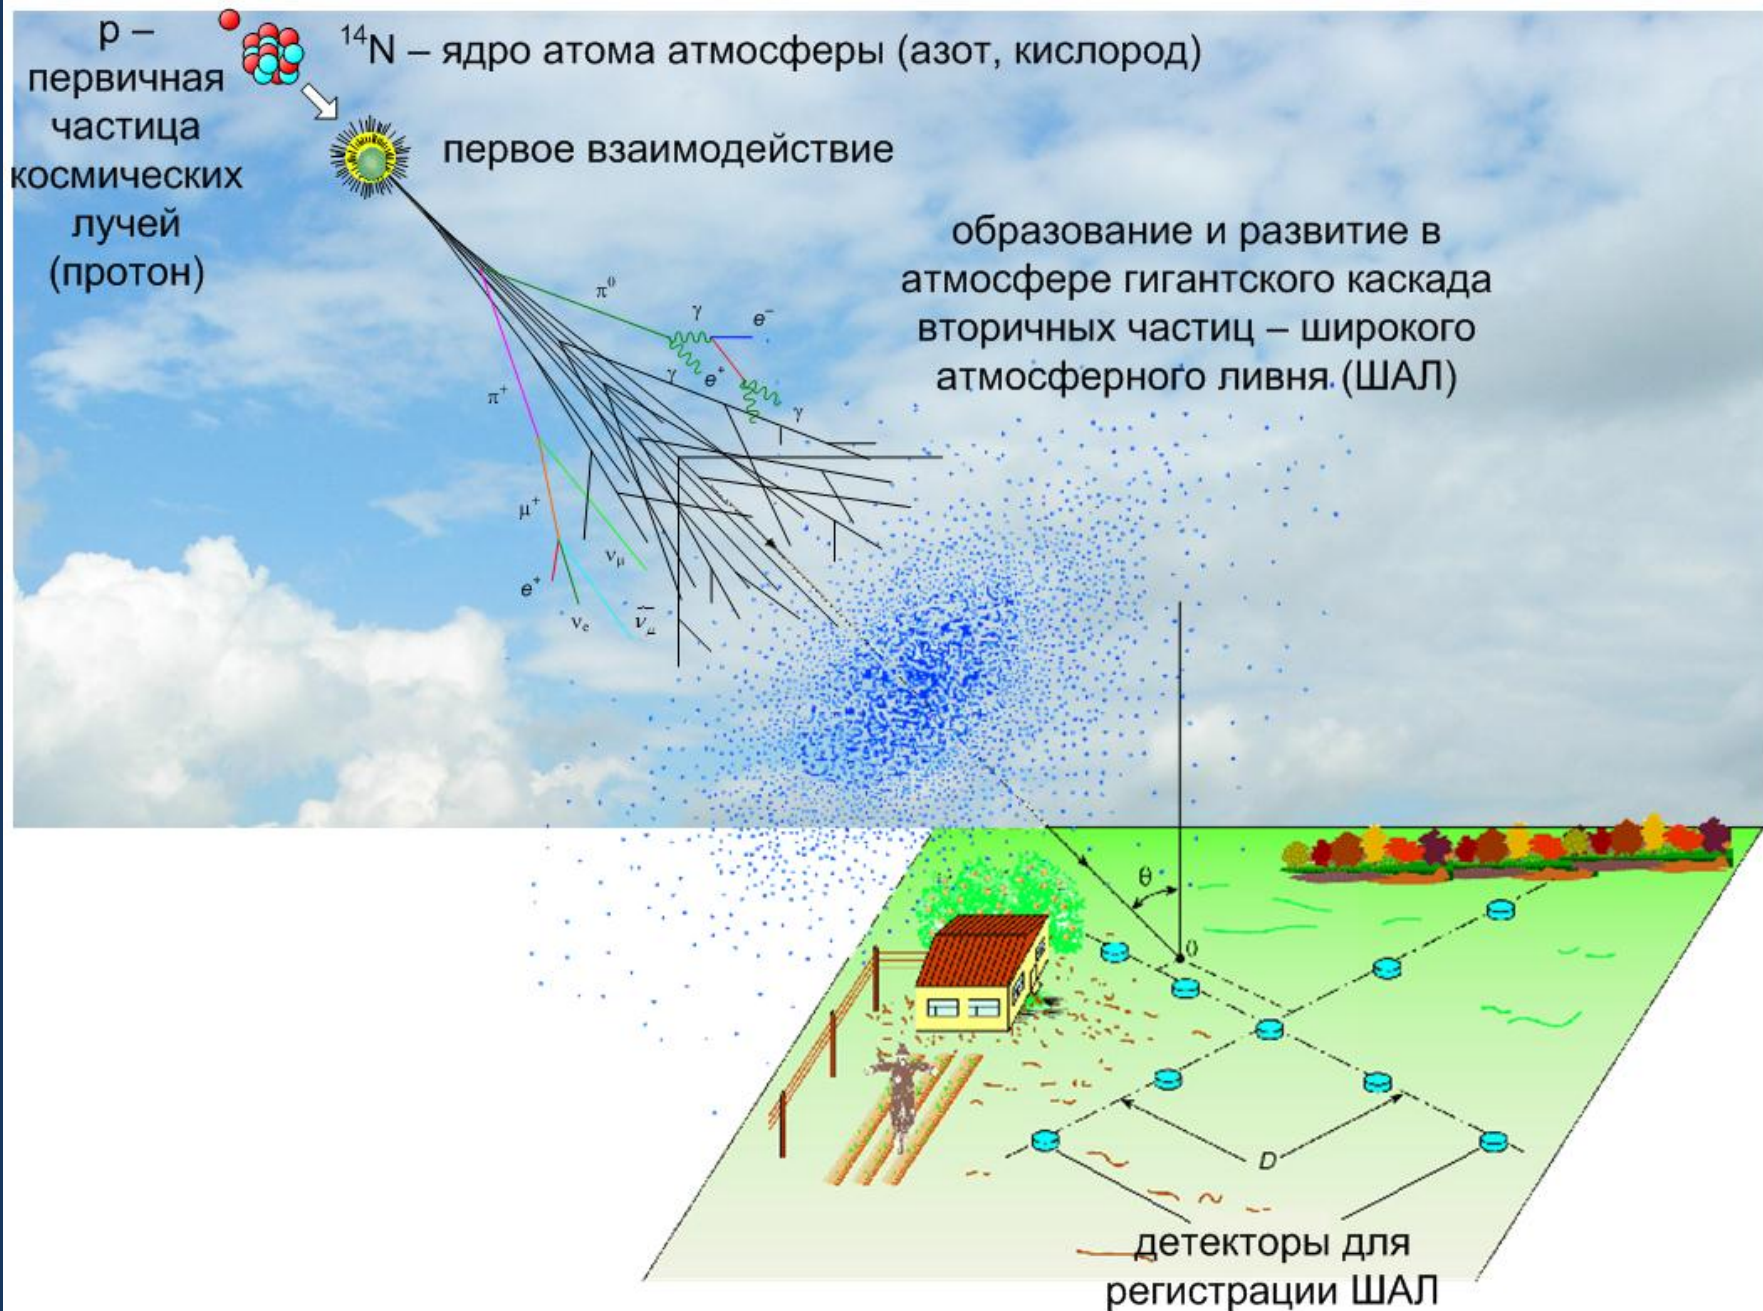 p –
первичная
частица
космических
лучей
(протон)
¹⁴N – ядро атома атмосферы (азот, кислород)
первое взаимодействие
образование и развитие в
атмосфере гигантского каскада
вторичных частиц – широкого
атмосферного ливня (ШАЛ)
π⁰
γ
e⁻
γ
e⁺
γ
π⁺
μ⁺
ν_μ
e⁺
ν_e
ν̄_μ
θ
0
D
детекторы для
регистрации ШАЛ